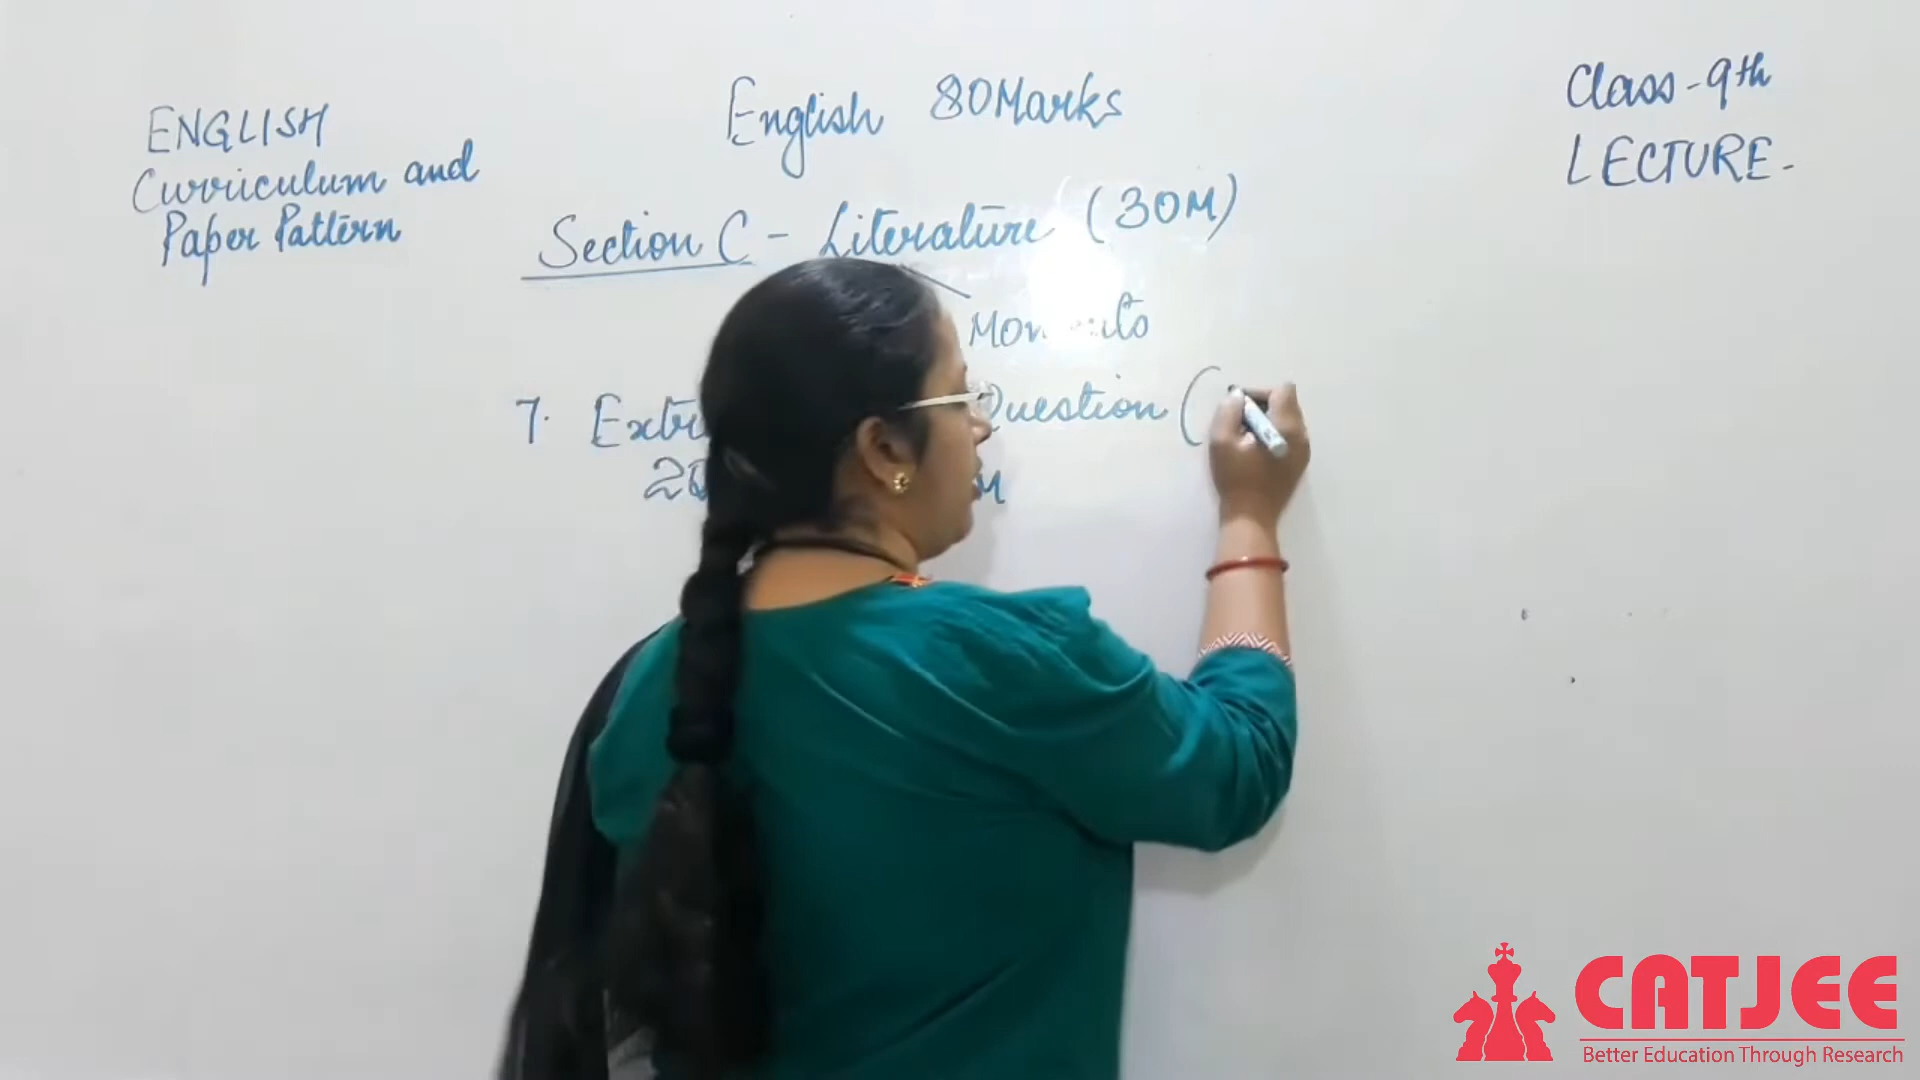 ENGLISH
Curriculum and
Paper Pattern
English 80Marks
Class-9th
LECTURE-
Section C - Literature (30M)
7. Question (
CATJEE
Better Education Through Research